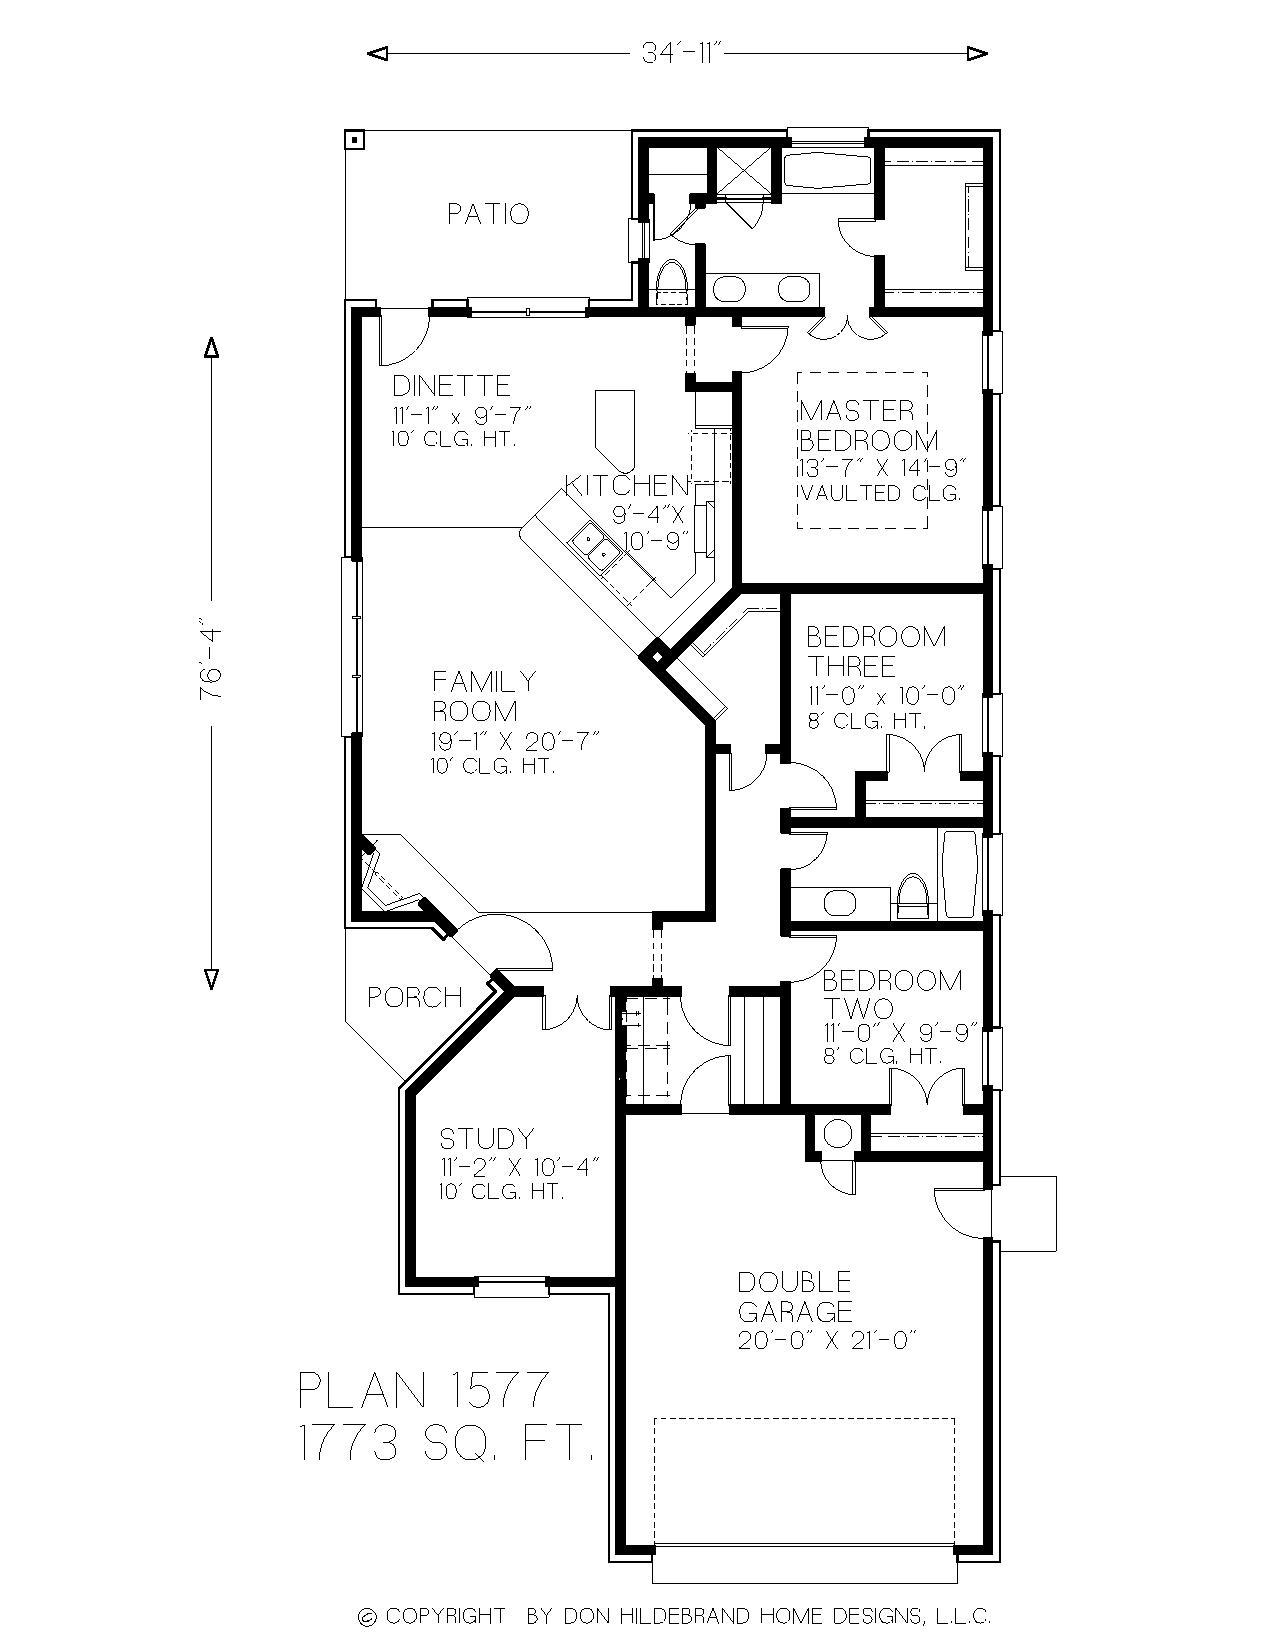 34'-11"
PATIO
DINETTE
11'-1" x 9'-7"
10' CLG. HT.
MASTER
BEDROOM
13'-7" X 14'-9"
VAULTED CLG.
KITCHEN
9'-4"X
10'-9"
76'-4"
BEDROOM
THREE
11'-0" x 10'-0"
8' CLG. HT.
FAMILY
ROOM
19'-1" X 20'-7"
10' CLG. HT.
PORCH
BEDROOM
TWO
11'-0" X 9'-9"
8' CLG. HT.
STUDY
11'-2" X 10'-4"
10' CLG. HT.
DOUBLE
GARAGE
20'-0" X 21'-0"
PLAN 1577
1773 SQ. FT.
© COPYRIGHT BY DON HILDEBRAND HOME DESIGNS, L.L.C.